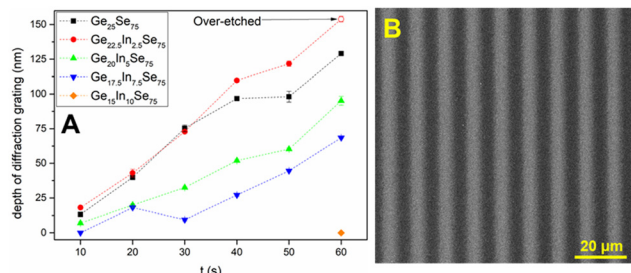 150
125
100
75
50
25
0
depth of diffraction grating (nm)
Ge25Se75
Ge22.5In2.5Se75
Ge20In5Se75
Ge17.5In7.5Se75
Ge15In10Se75
Over-etched
A
10 20 30 40 50 60
t (s)
B
20 µm